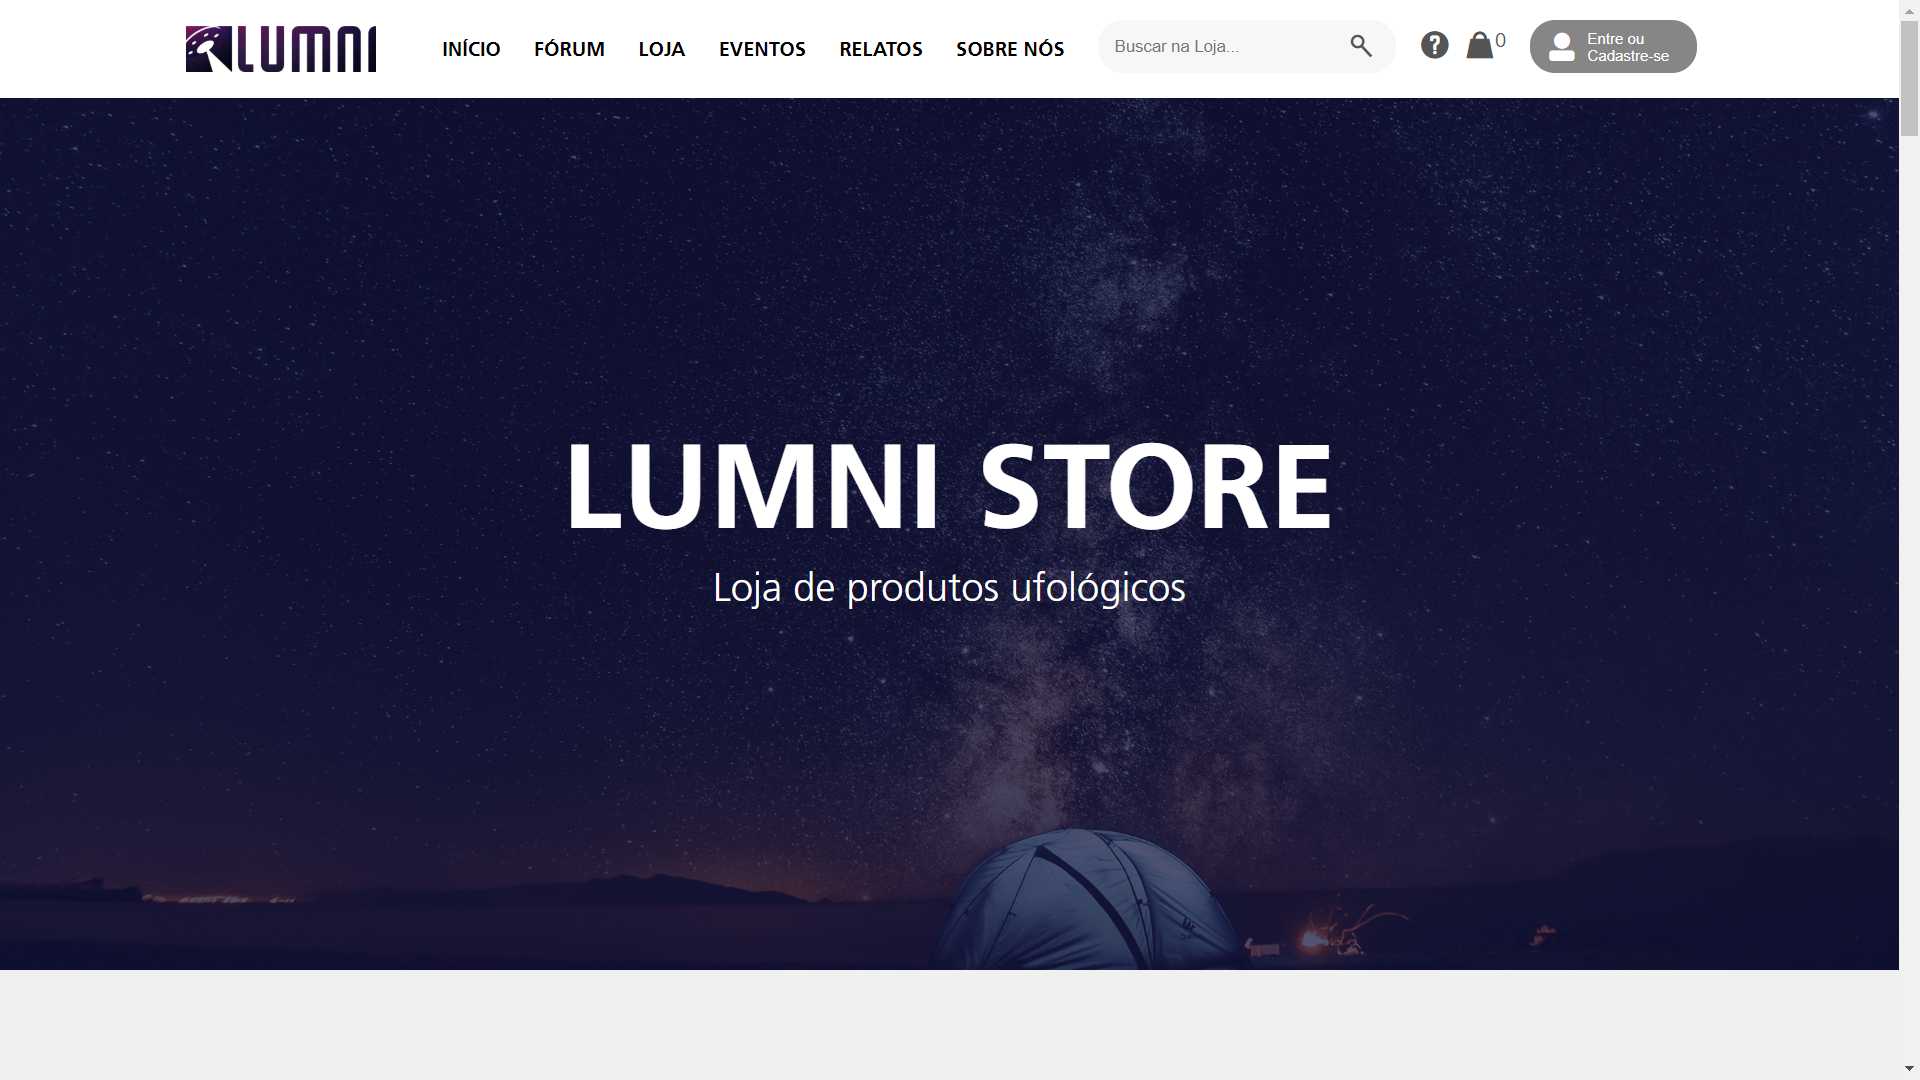 LUMNI
INÍCIO
FÓRUM
LOJA
EVENTOS
RELATOS
SOBRE NÓS
Buscar na Loja...
?
0
Entre ou
Cadastre-se
LUMNI STORE
Loja de produtos ufológicos